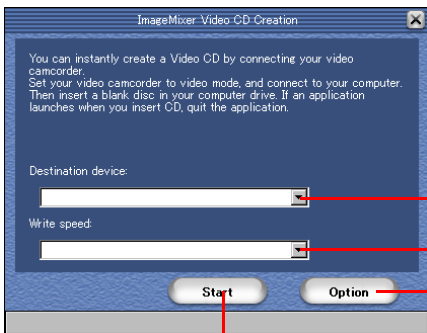 ImageMixer Video CD Creation
You can instantly create a Video CD by connecting your video
camcorder.
Set your video camcorder to video mode, and connect to your computer.
Then insert a blank disc in your computer drive. If an application
launches when you insert CD, quit the application.
Destination device:
Write speed:
Start
Option